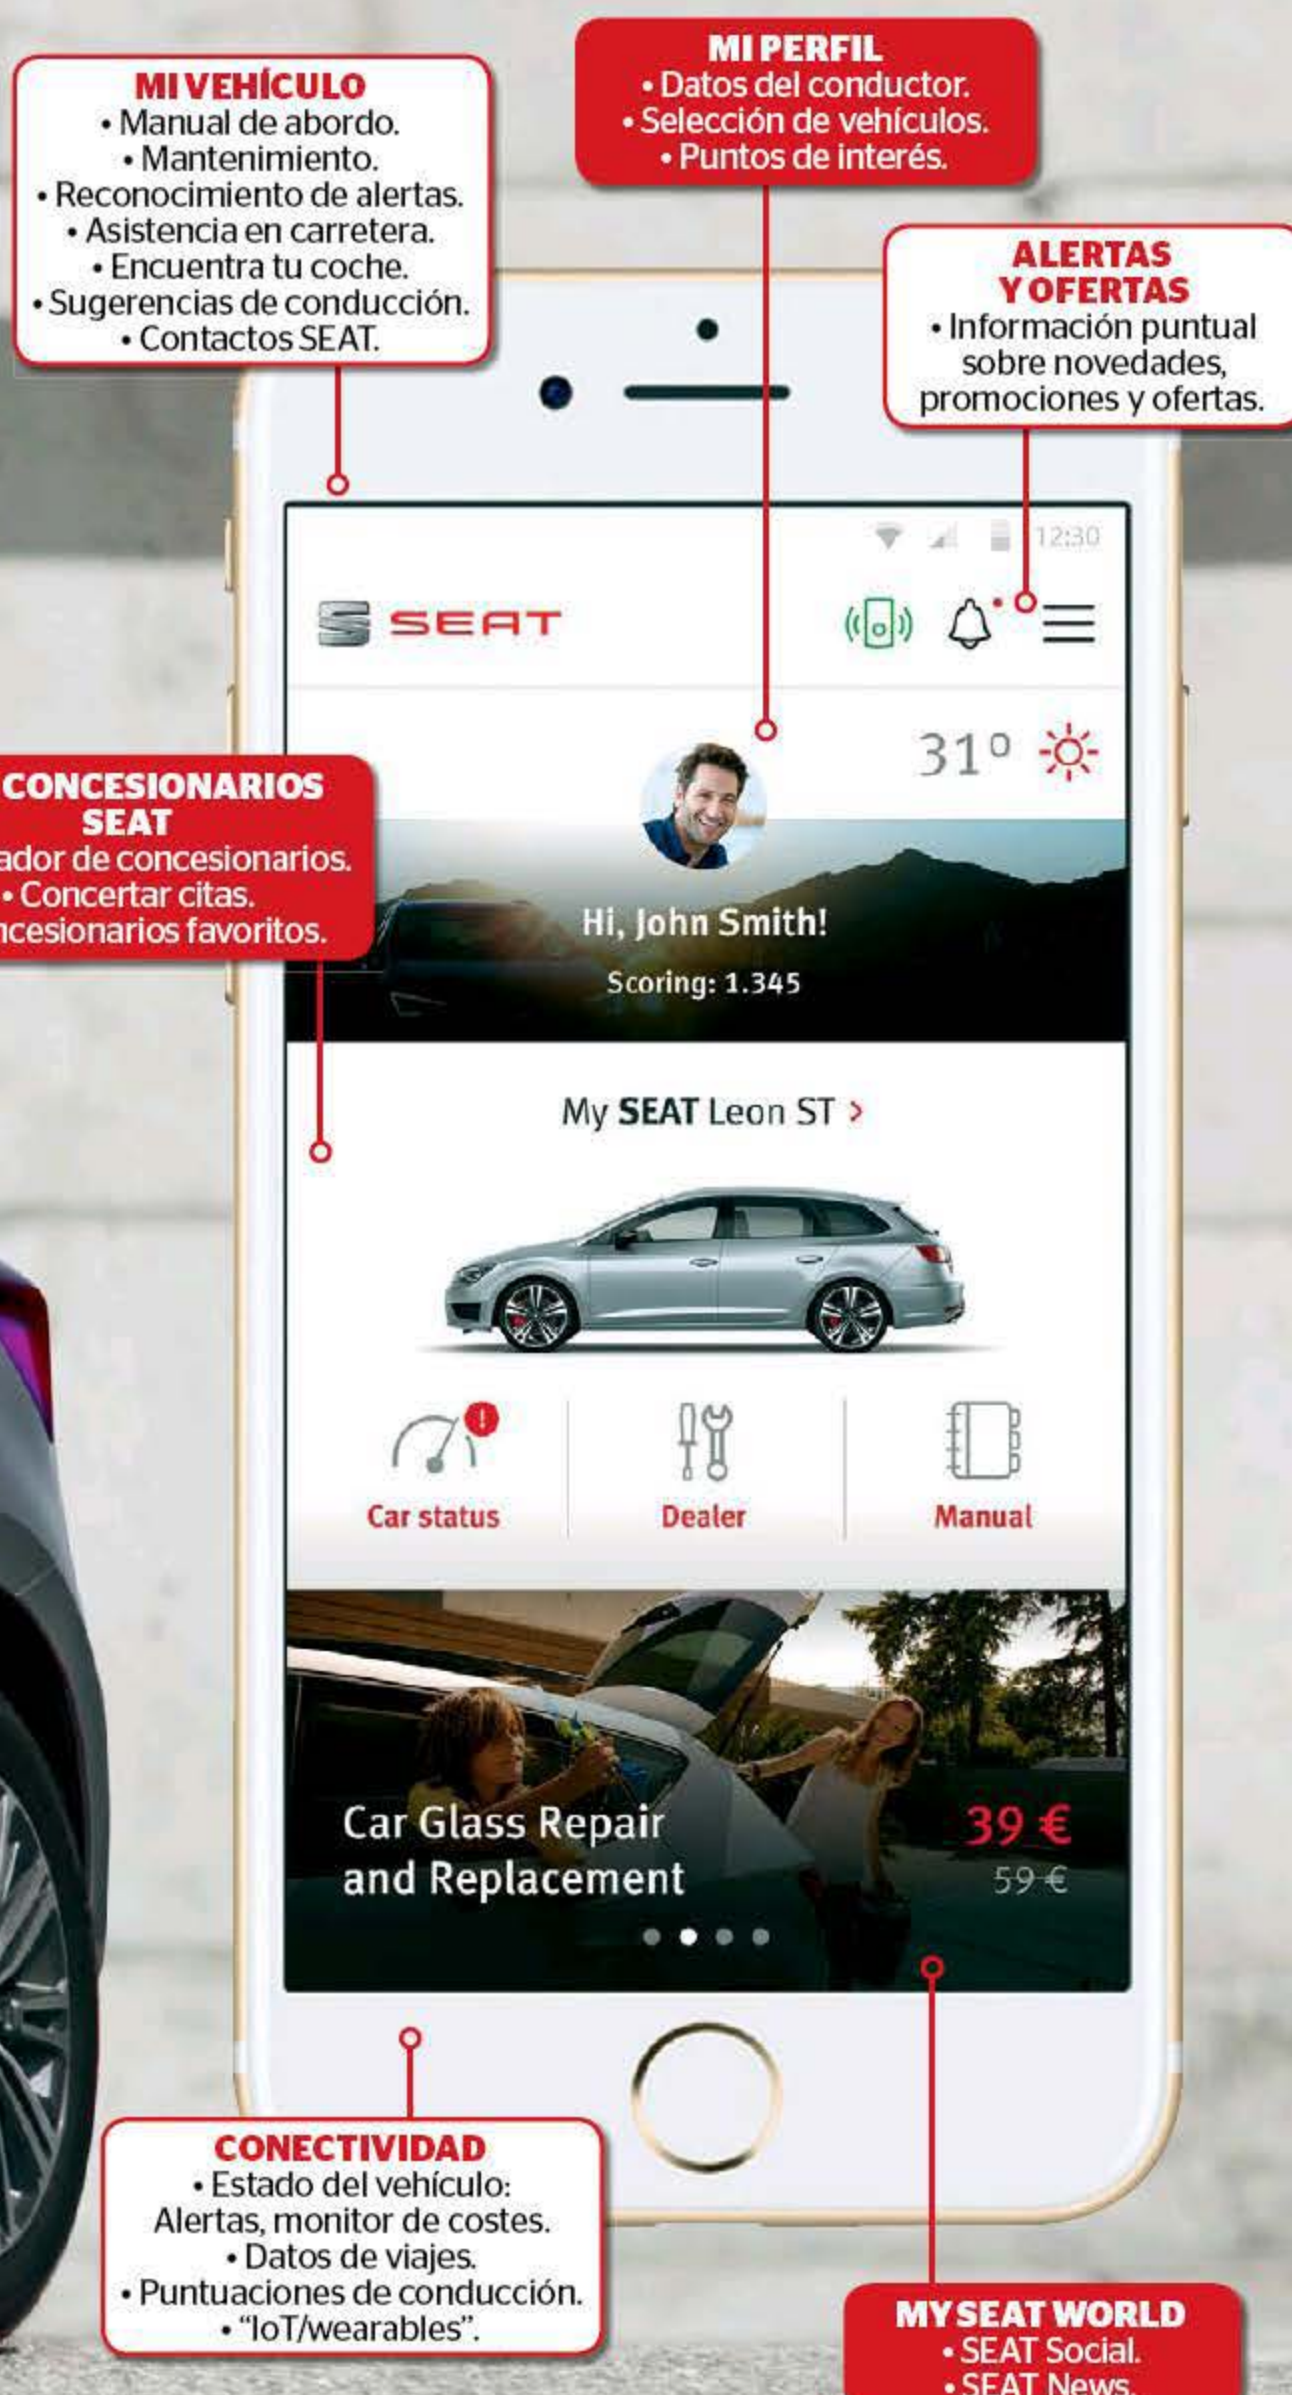 MI PERFIL
• Datos del conductor.
• Selección de vehículos.
• Puntos de interés.
MI VEHÍCULO
• Manual de abordo.
• Mantenimiento.
• Reconocimiento de alertas.
• Asistencia en carretera.
• Encuentra tu coche.
• Sugerencias de conducción.
• Contactos SEAT.
ALERTAS
Y OFERTAS
• Información puntual
sobre novedades,
promociones y ofertas.
12:30
SEAT
31º
CONCESIONARIOS
SEAT
de concesionarios.
• Concertar citas.
favoritos.
Hi, John Smith!
Scoring: 1.345
My SEAT Leon ST >
Car status
Dealer
Manual
Car Glass Repair
and Replacement
39 €
59 €
CONECTIVIDAD
• Estado del vehículo:
Alertas, monitor de costes.
• Datos de viajes.
• Puntuaciones de conducción.
• “IoT/wearables”.
MY SEAT WORLD
• SEAT Social.
• SEAT News.